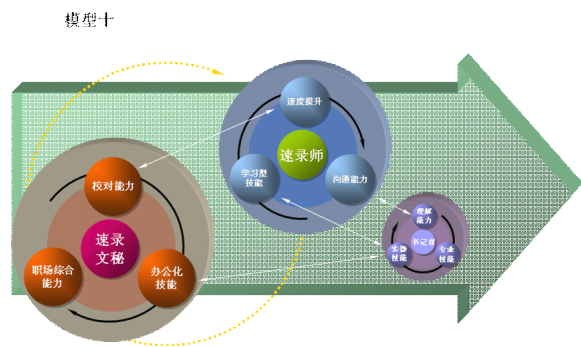 模型十
速度提升
速录师
学习型
技能
沟通能力
校对能力
速录
文秘
职场综合
能力
办公化
技能
理解
能力
书记官
实操
技能
专业
技能